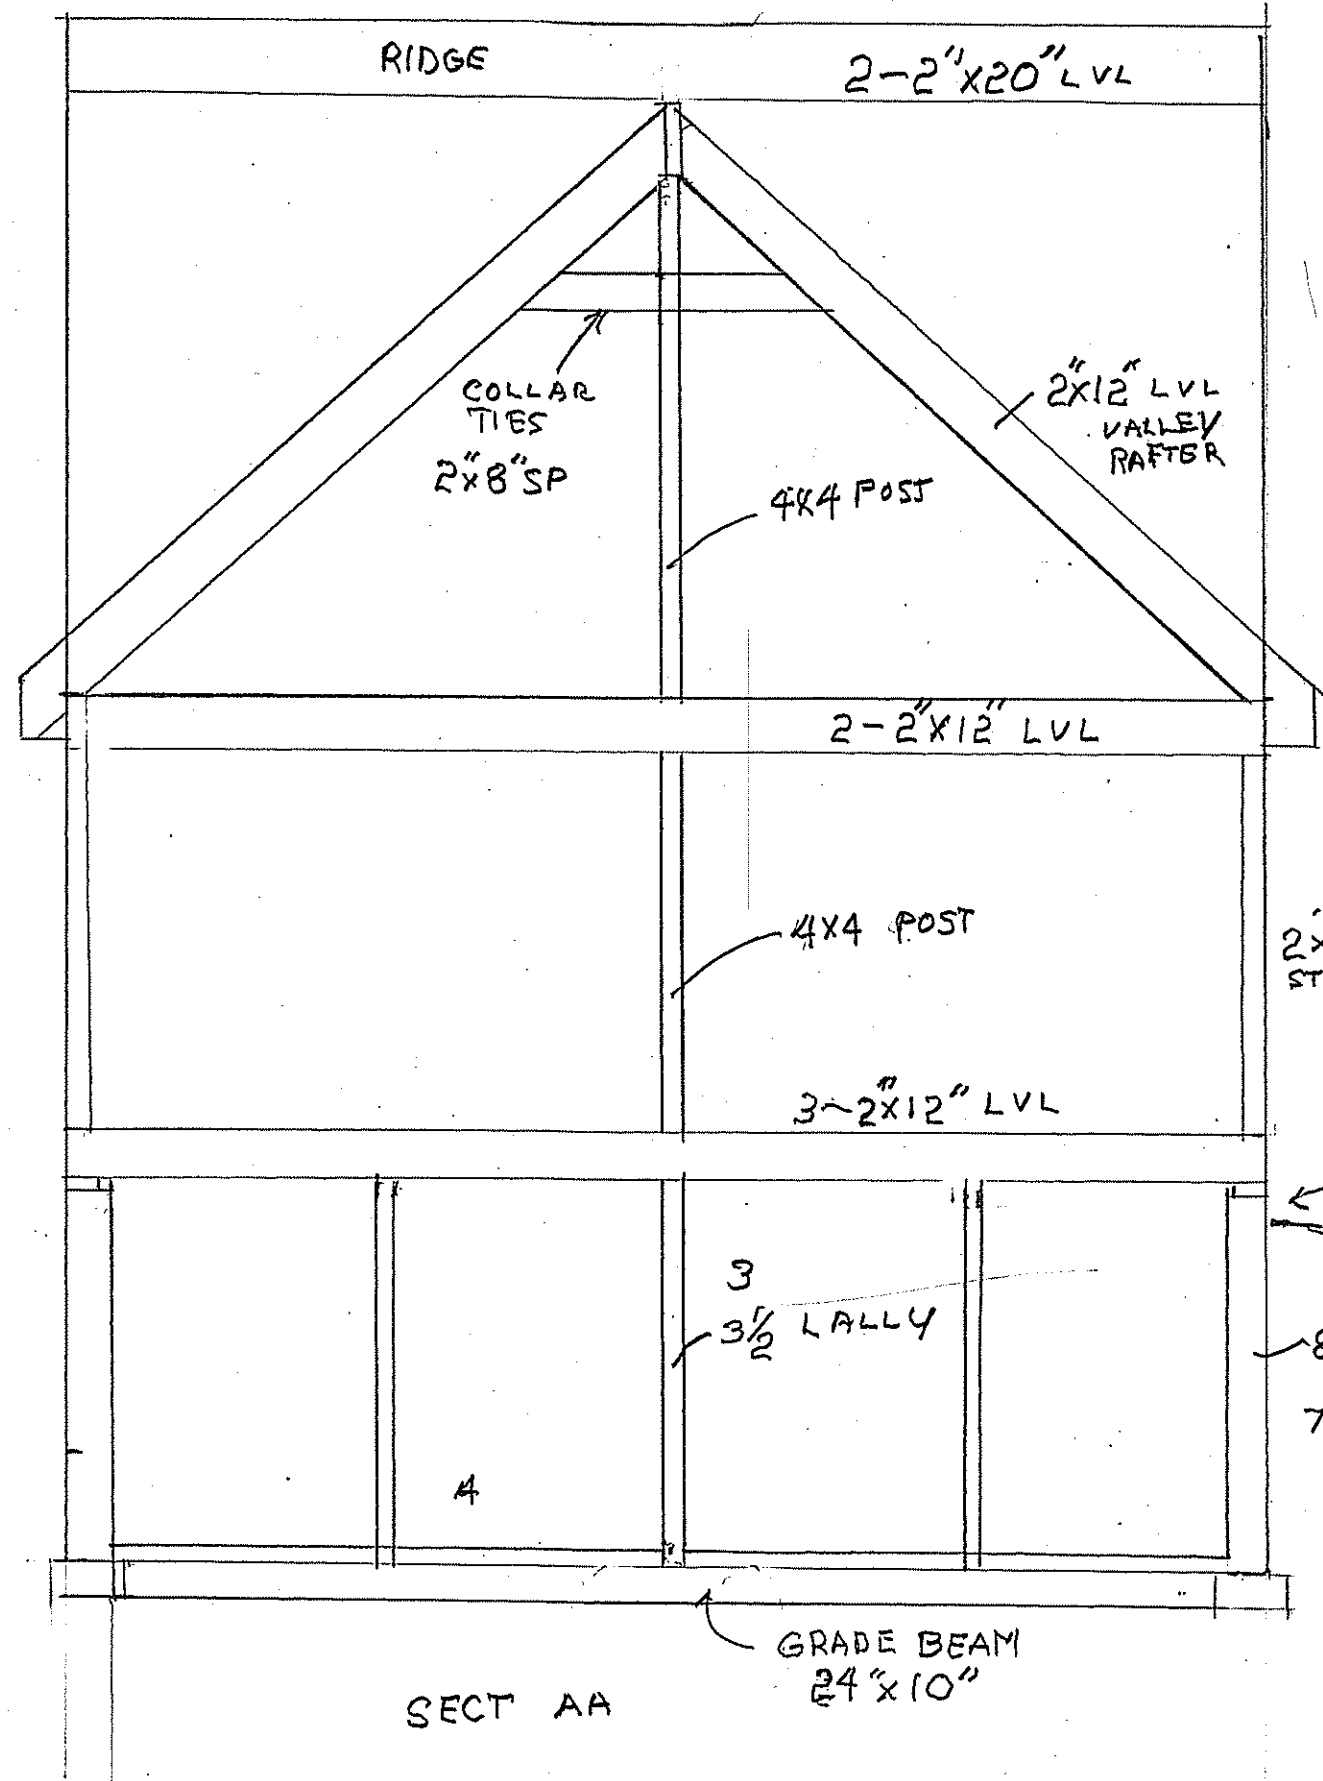 RIDGE
2-2"x20" LVL
COLLAR
TIES
2"x8" SP
2"x12" LVL
VALLEY
RAFTER
4x4 POST
2-2"x12" LVL
4x4 POST
3-2"x12" LVL
3
3½ LALLY
4
GRADE BEAM
24"x10"
SECT AA